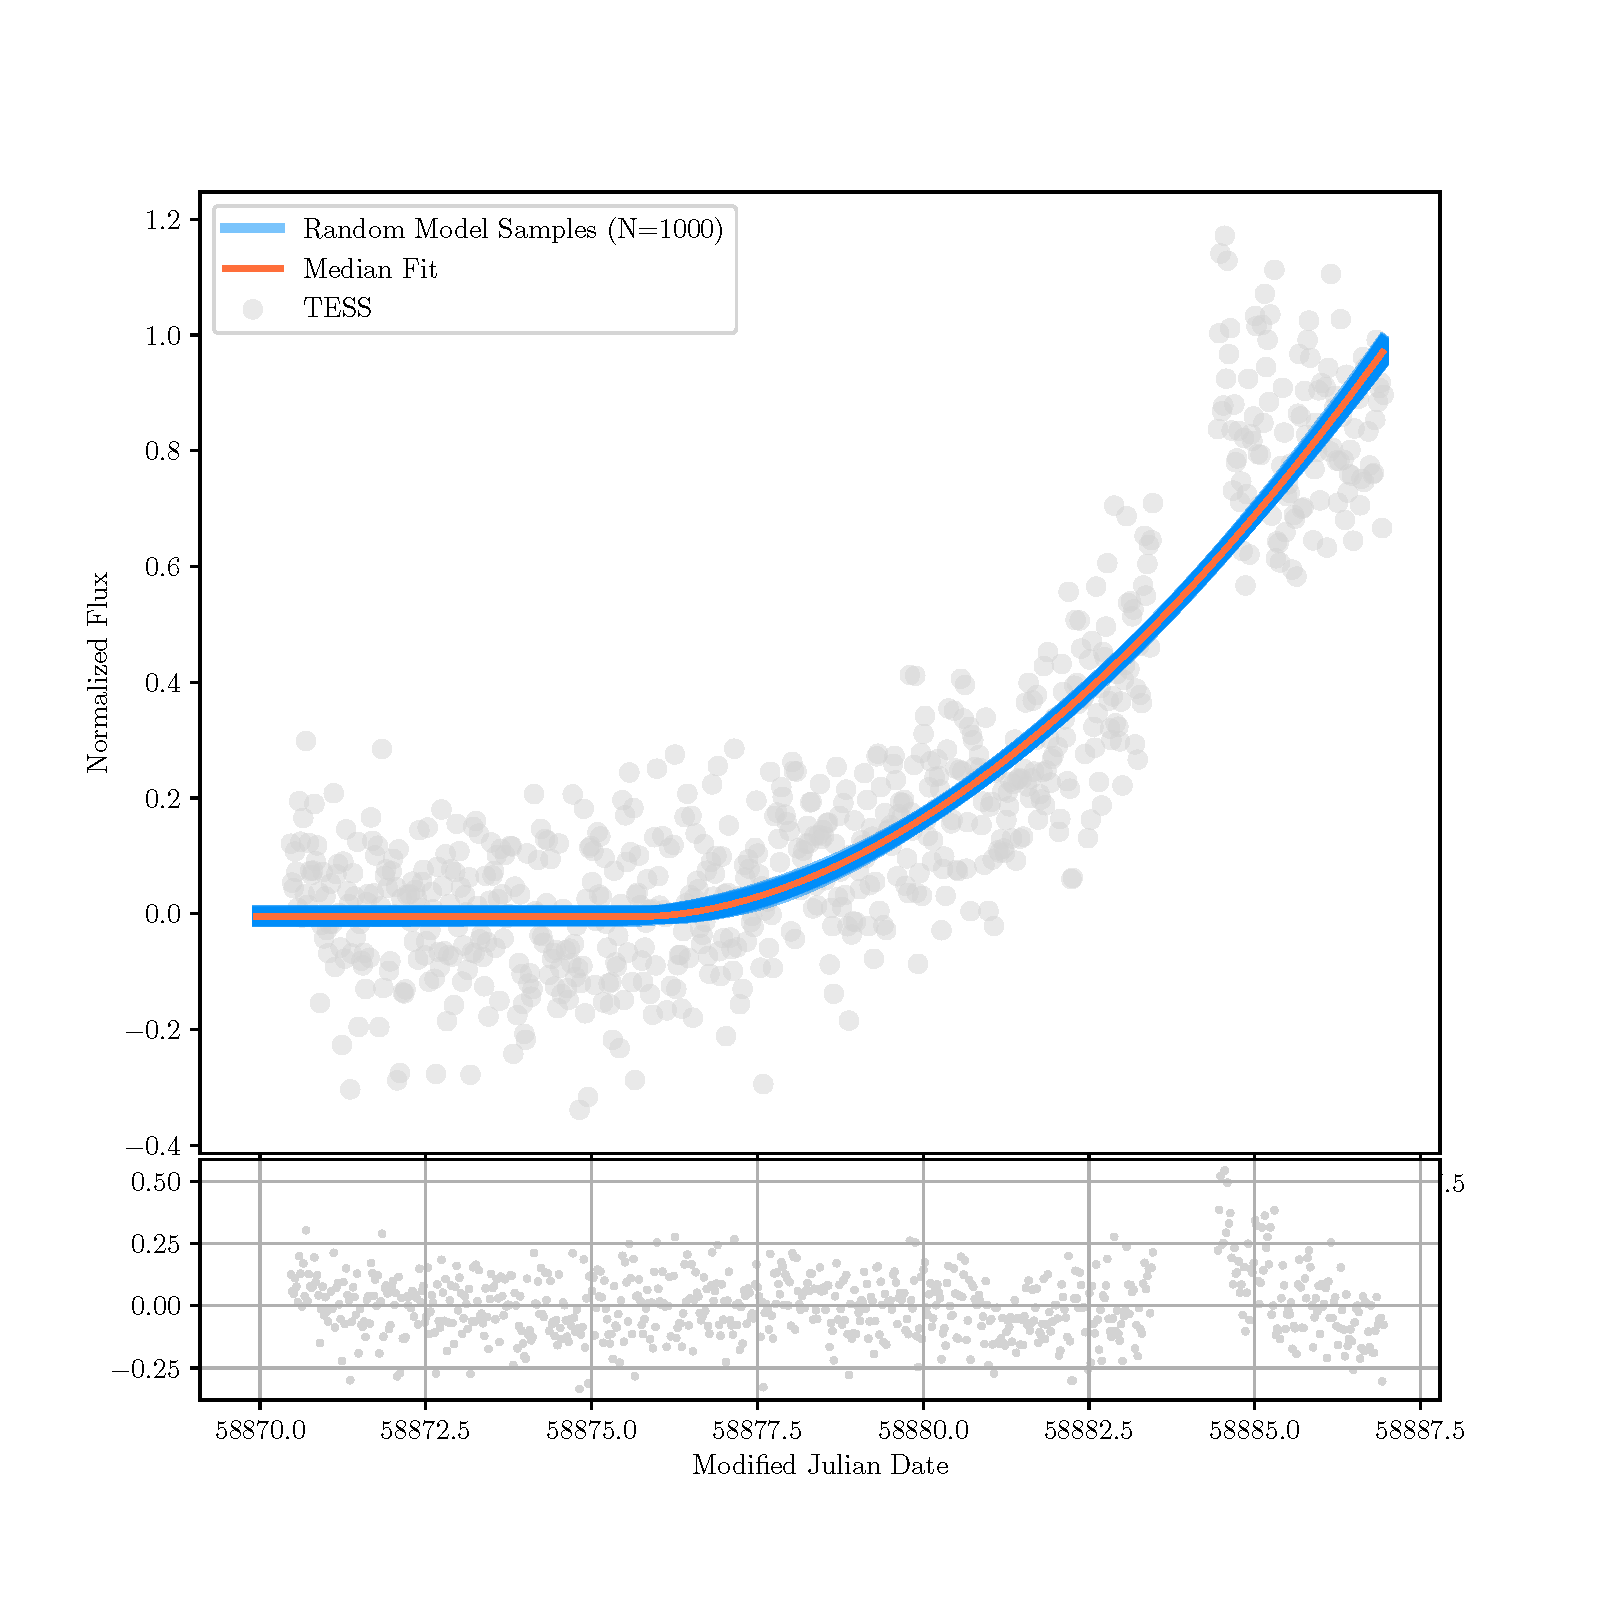 Random Model Samples (N=1000)
Median Fit
TESS
1.2
1.0
0.8
0.6
0.4
0.2
0.0
−0.2
−0.4
Normalized Flux
0.50
0.25
0.00
−0.25
.5
58870.0 58872.5 58875.0 58877.5 58880.0 58882.5 58885.0 58887.5
Modified Julian Date